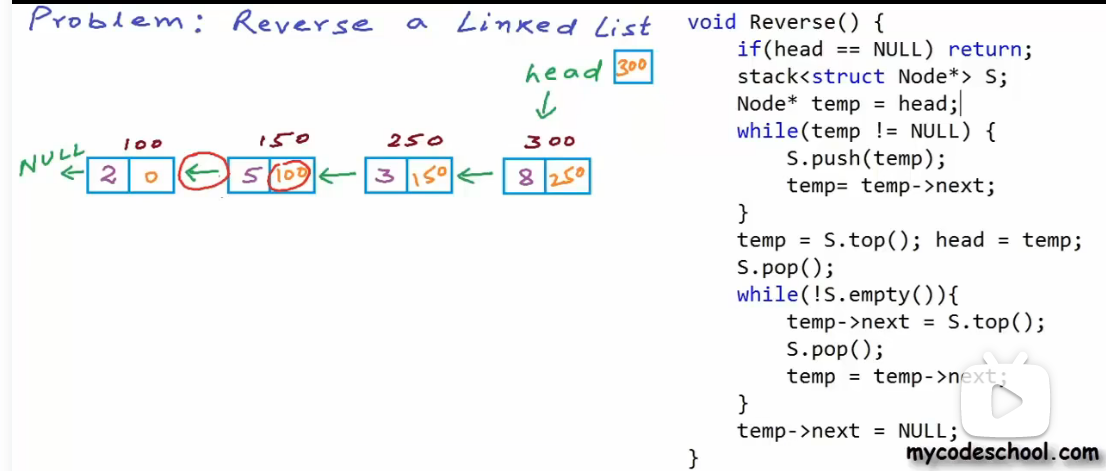 Problem: Reverse a Linked List
head 300
100 150 250 300
NULL
2 0 5 100 3 150 8 250
void Reverse() {
if(head == NULL) return;
stack<struct Node*> S;
Node* temp = head;
while(temp != NULL) {
S.push(temp);
temp= temp->next;
}
temp = S.top(); head = temp;
S.pop();
while(!S.empty()){
temp->next = S.top();
S.pop();
temp = temp->next;
}
temp->next = NULL;
}
mycodeschool.com